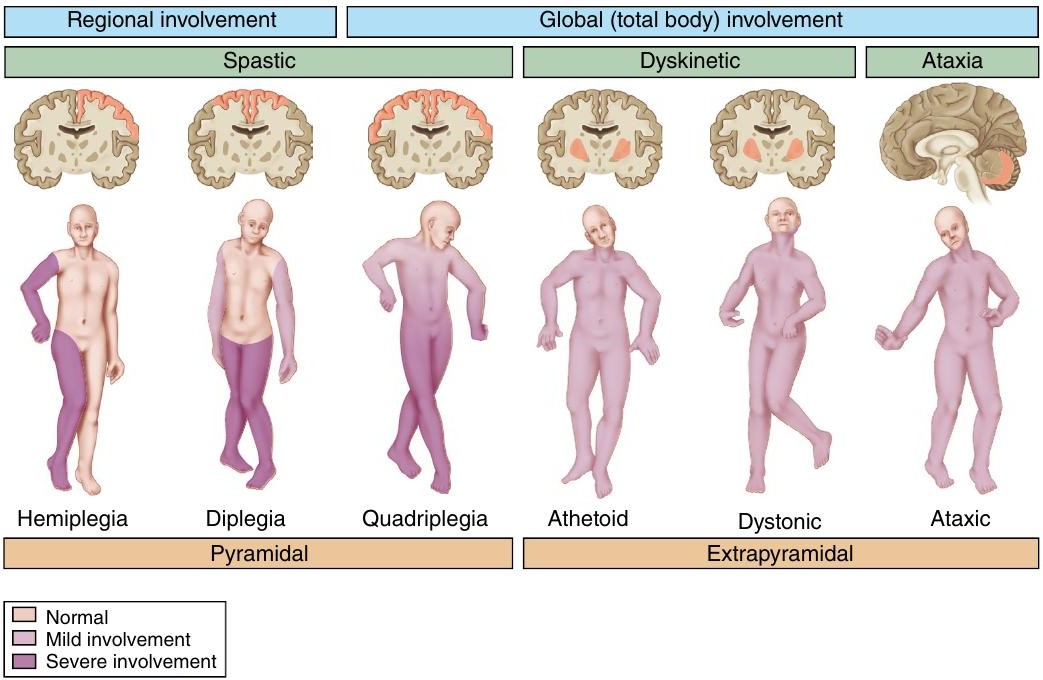 Regional involvement
Global (total body) involvement
Spastic
Dyskinetic
Ataxia
Hemiplegia
Diplegia
Quadriplegia
Athetoid
Dystonic
Ataxic
Pyramidal
Extrapyramidal
Normal
Mild involvement
Severe involvement